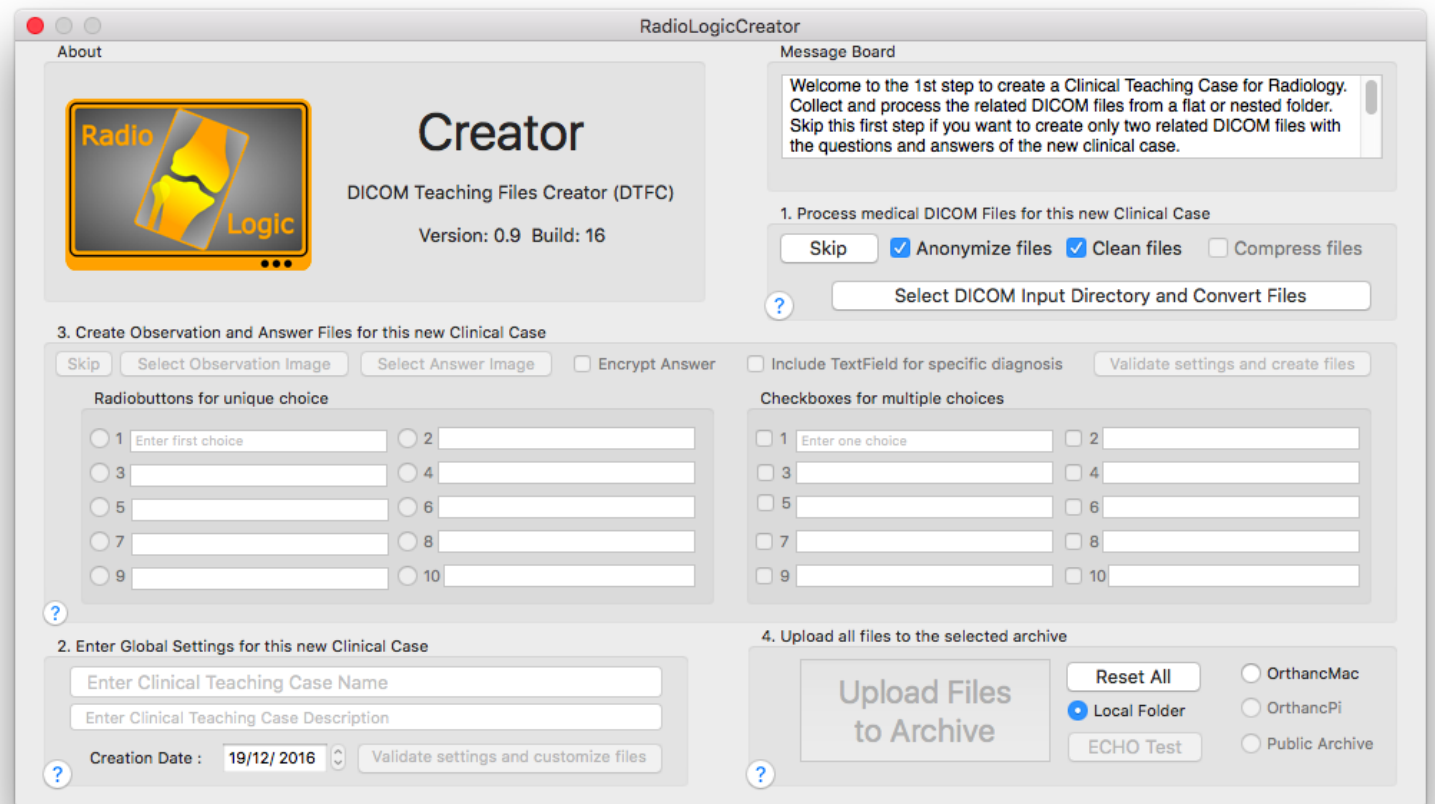 RadioLogicCreator
About
Radio
Logic
Creator
DICOM Teaching Files Creator (DTFC)
Version: 0.9 Build: 16
Message Board
Welcome to the 1st step to create a Clinical Teaching Case for Radiology.
Collect and process the related DICOM files from a flat or nested folder.
Skip this first step if you want to create only two related DICOM files with
the questions and answers of the new clinical case.
1. Process medical DICOM Files for this new Clinical Case
Skip Anonymize files Clean files Compress files
? Select DICOM Input Directory and Convert Files
3. Create Observation and Answer Files for this new Clinical Case
Skip Select Observation Image Select Answer Image Encrypt Answer Include TextField for specific diagnosis Validate settings and create files
Radiobuttons for unique choice
1 Enter first choice 2
3 4
5 6
7 8
9 10
Checkboxes for multiple choices
1 Enter one choice 2
3 4
5 6
7 8
9 10
?
2. Enter Global Settings for this new Clinical Case
Enter Clinical Teaching Case Name
Enter Clinical Teaching Case Description
? Creation Date : 19/12/ 2016 Validate settings and customize files
4. Upload all files to the selected archive
Upload Files
to Archive
Reset All
Local Folder
ECHO Test
OrthancMac
OrthancPi
Public Archive
?